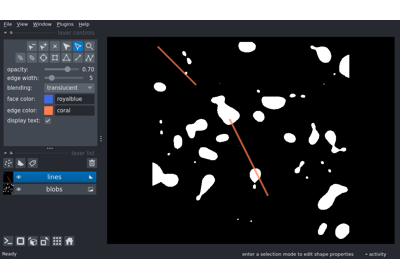 File View Window Plugins Help
layer controls
opacity: 0.70
edge width: 5
blending: translucent
face color: royalblue
edge color: coral
display text: ✓
layer list
lines
blobs
Ready
enter a selection mode to edit shape properties
activity